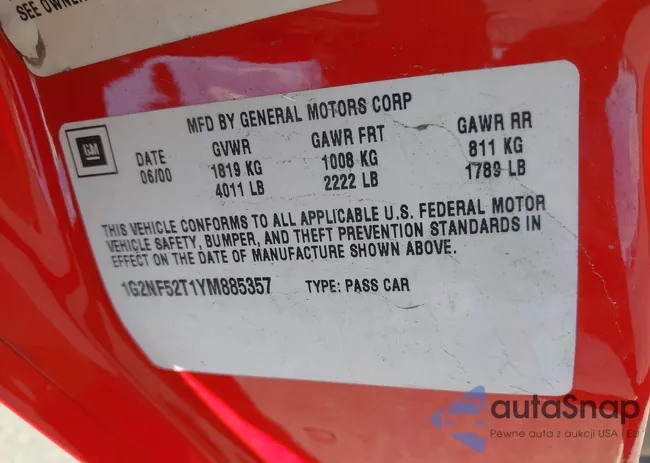 SEE OWNER
MFD BY GENERAL MOTORS CORP
GM
DATE GVWR GAWR FRT GAWR RR
06/00 1819 KG 1008 KG 811 KG
4011 LB 2222 LB 1789 LB
THIS VEHICLE CONFORMS TO ALL APPLICABLE U.S. FEDERAL MOTOR
VEHICLE SAFETY, BUMPER, AND THEFT PREVENTION STANDARDS IN
EFFECT ON THE DATE OF MANUFACTURE SHOWN ABOVE.
1G2NF52T1YM885357 TYPE: PASS CAR
autaSnap
Pewne auta z aukcji USA i EU